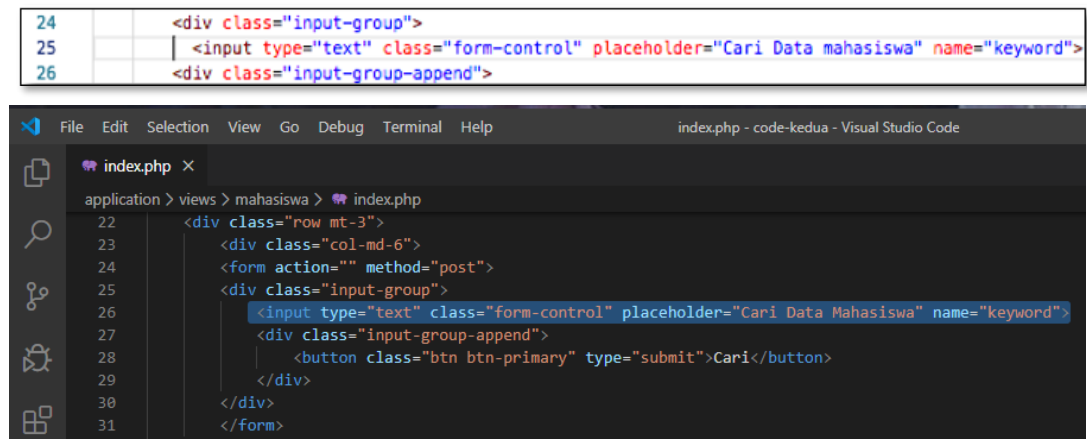 24 <div class="input-group">
25 <input type="text" class="form-control" placeholder="Cari Data mahasiswa" name="keyword">
26 <div class="input-group-append">
File Edit Selection View Go Debug Terminal Help index.php - code-kedua - Visual Studio Code
index.php ×
application > views > mahasiswa > index.php
22 <div class="row mt-3">
23 <div class="col-md-6">
24 <form action="" method="post">
25 <div class="input-group">
26 <input type="text" class="form-control" placeholder="Cari Data Mahasiswa" name="keyword">
27 <div class="input-group-append">
28 <button class="btn btn-primary" type="submit">Cari</button>
29 </div>
30 </div>
31 </form>